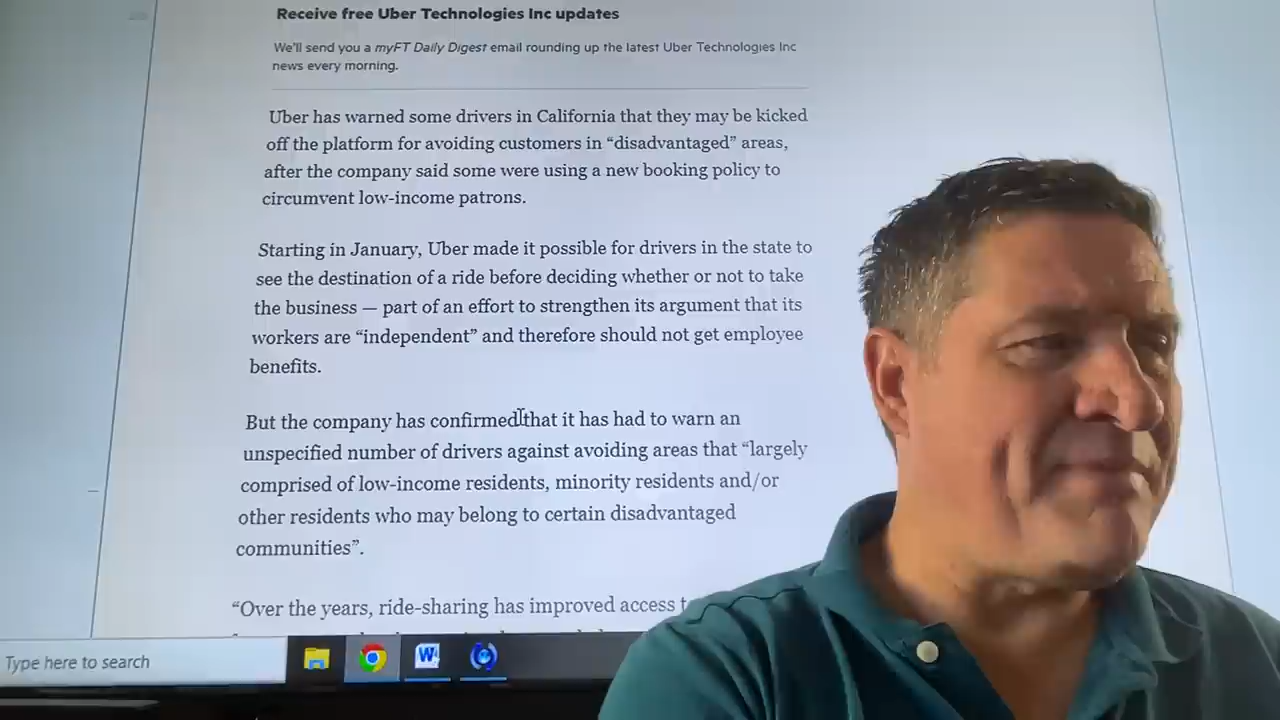 Receive free Uber Technologies Inc updates
We'll send you a myFT Daily Digest email rounding up the latest Uber Technologies Inc
news every morning.
Uber has warned some drivers in California that they may be kicked
off the platform for avoiding customers in “disadvantaged” areas,
after the company said some were using a new booking policy to
circumvent low-income patrons.
Starting in January, Uber made it possible for drivers in the state to
see the destination of a ride before deciding whether or not to take
the business — part of an effort to strengthen its argument that its
workers are “independent” and therefore should not get employee
benefits.
But the company has confirmed that it has had to warn an
unspecified number of drivers against avoiding areas that “largely
comprised of low-income residents, minority residents and/or
other residents who may belong to certain disadvantaged
communities”.
“Over the years, ride-sharing has improved access
Type here to search
W